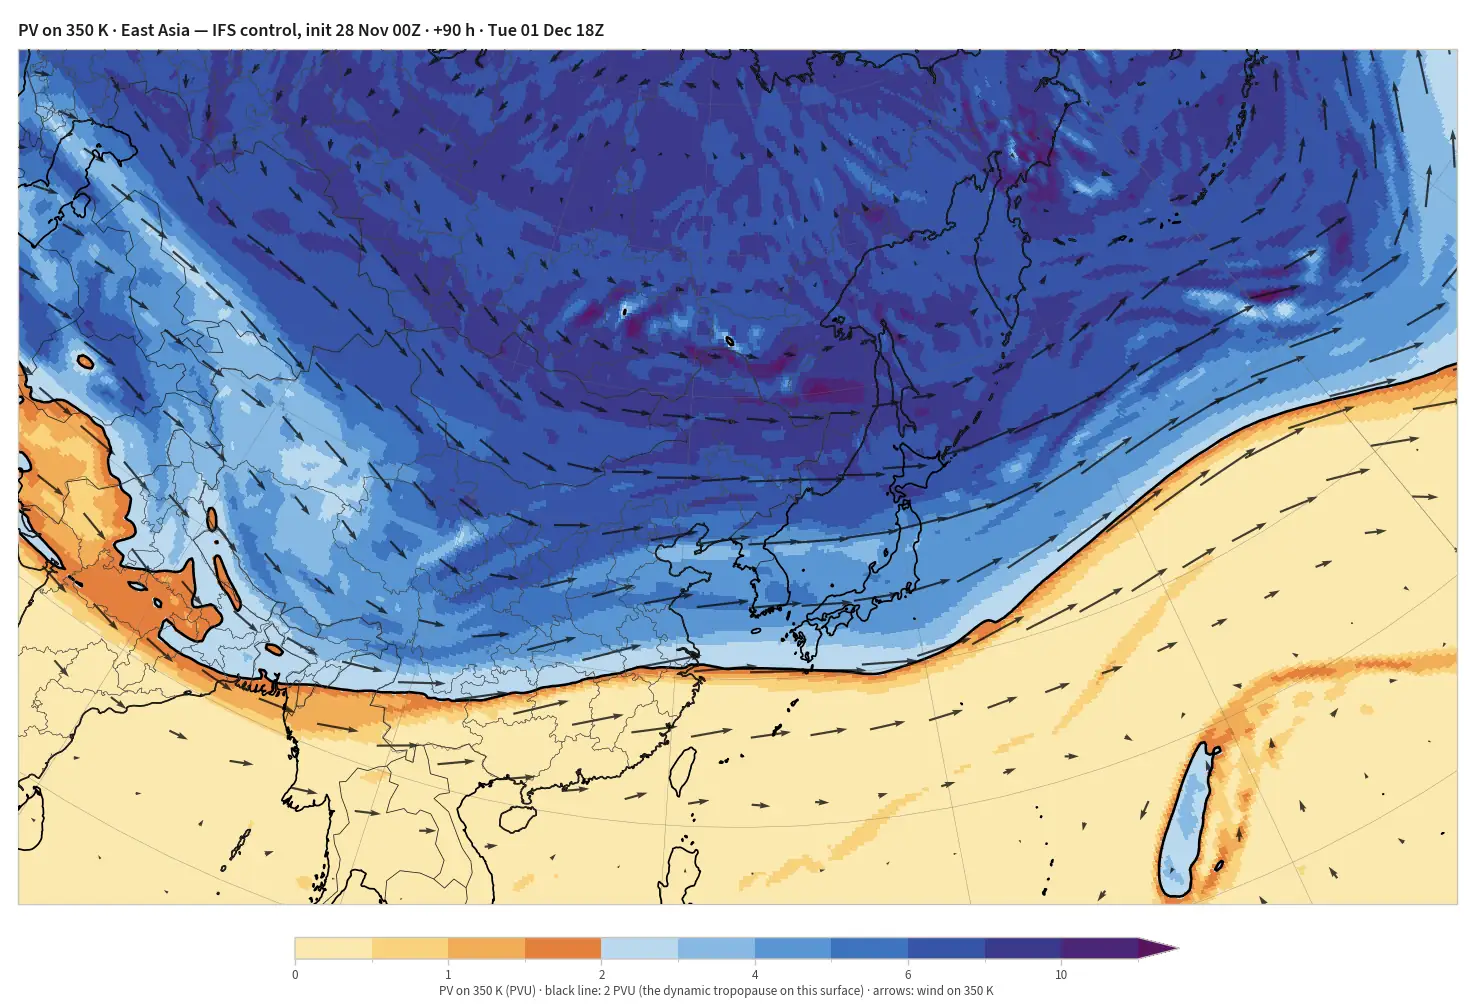 PV on 350 K · East Asia — IFS control, init 28 Nov 00Z · +90 h · Tue 01 Dec 18Z
0 1 2 4 6 10
PV on 350 K (PVU) · black line: 2 PVU (the dynamic tropopause on this surface) · arrows: wind on 350 K